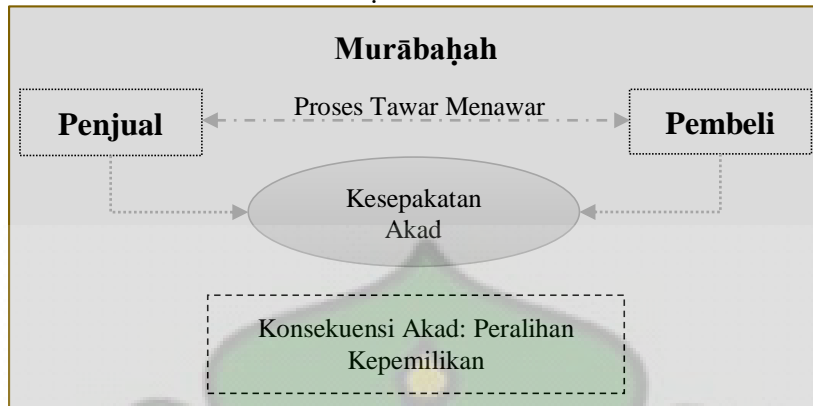 Murābaḥah
Penjual
Proses Tawar Menawar
Pembeli
Kesepakatan
Akad
Konsekuensi Akad: Peralihan
Kepemilikan